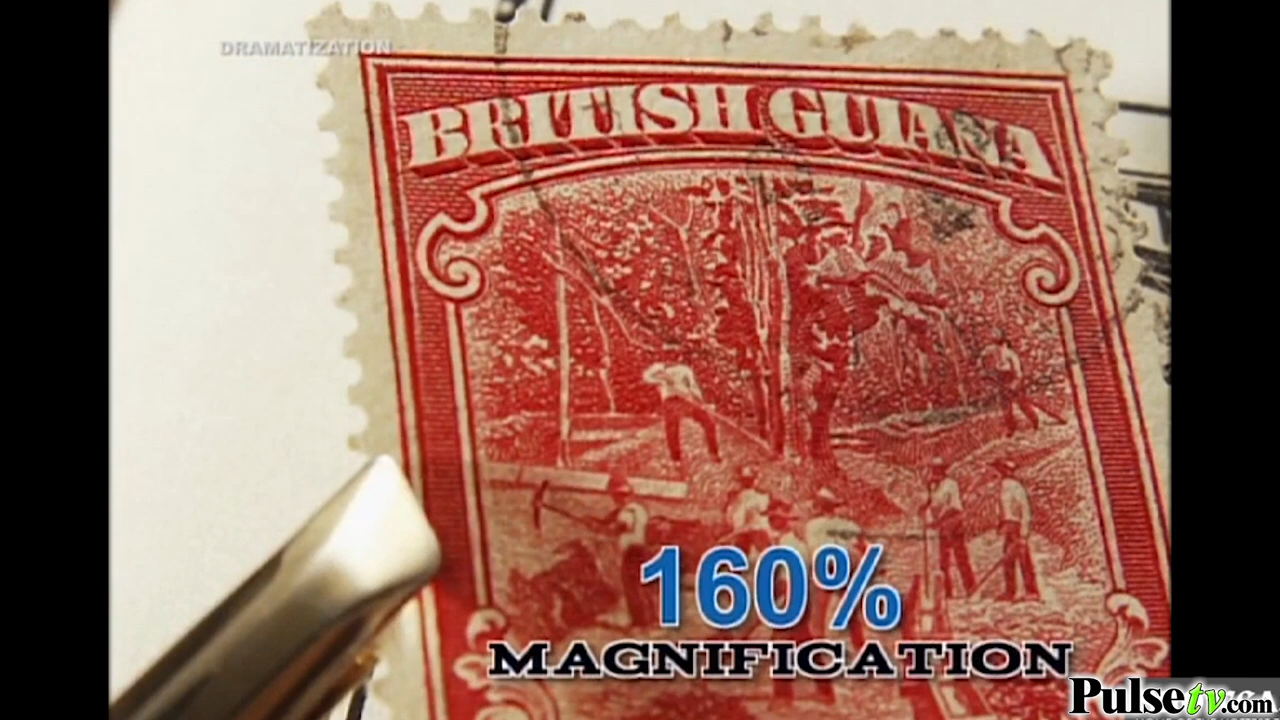 DRAMATIZATION
BRITISH GUIANA
160%
MAGNIFICATION
Pulsetv.com